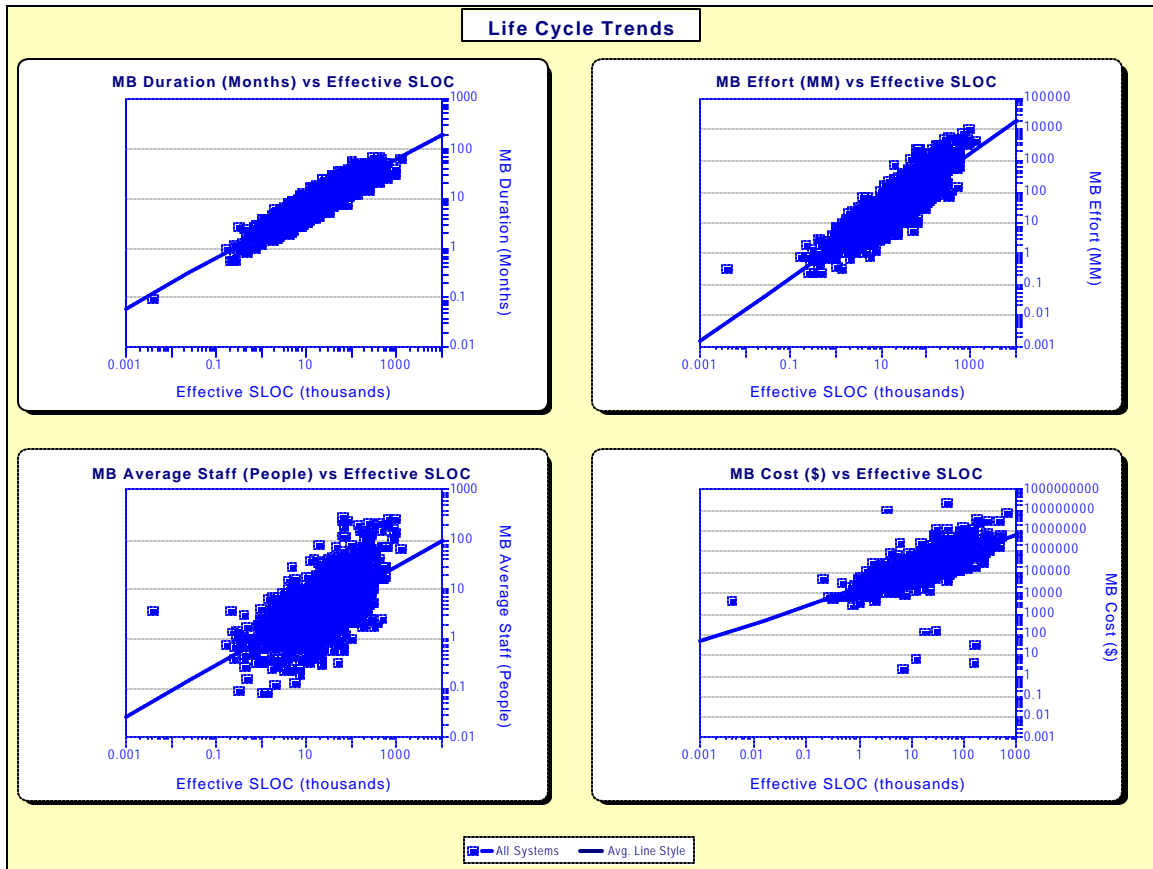 Life Cycle Trends
MB Duration (Months) vs Effective SLOC
1000
100
10
1
0.1
0.01
MB Duration (Months)
0.001 0.1 10 1000
Effective SLOC (thousands)
MB Effort (MM) vs Effective SLOC
100000
10000
1000
100
10
1
0.1
0.01
0.001
MB Effort (MM)
0.001 0.1 10 1000
Effective SLOC (thousands)
MB Average Staff (People) vs Effective SLOC
1000
100
10
1
0.1
0.01
MB Average Staff (People)
0.001 0.1 10 1000
Effective SLOC (thousands)
MB Cost ($) vs Effective SLOC
1000000000
100000000
10000000
1000000
100000
10000
1000
100
10
1
0.1
0.01
0.001
MB Cost ($)
0.001 0.01 0.1 1 10 100 1000
Effective SLOC (thousands)
All Systems Avg. Line Style